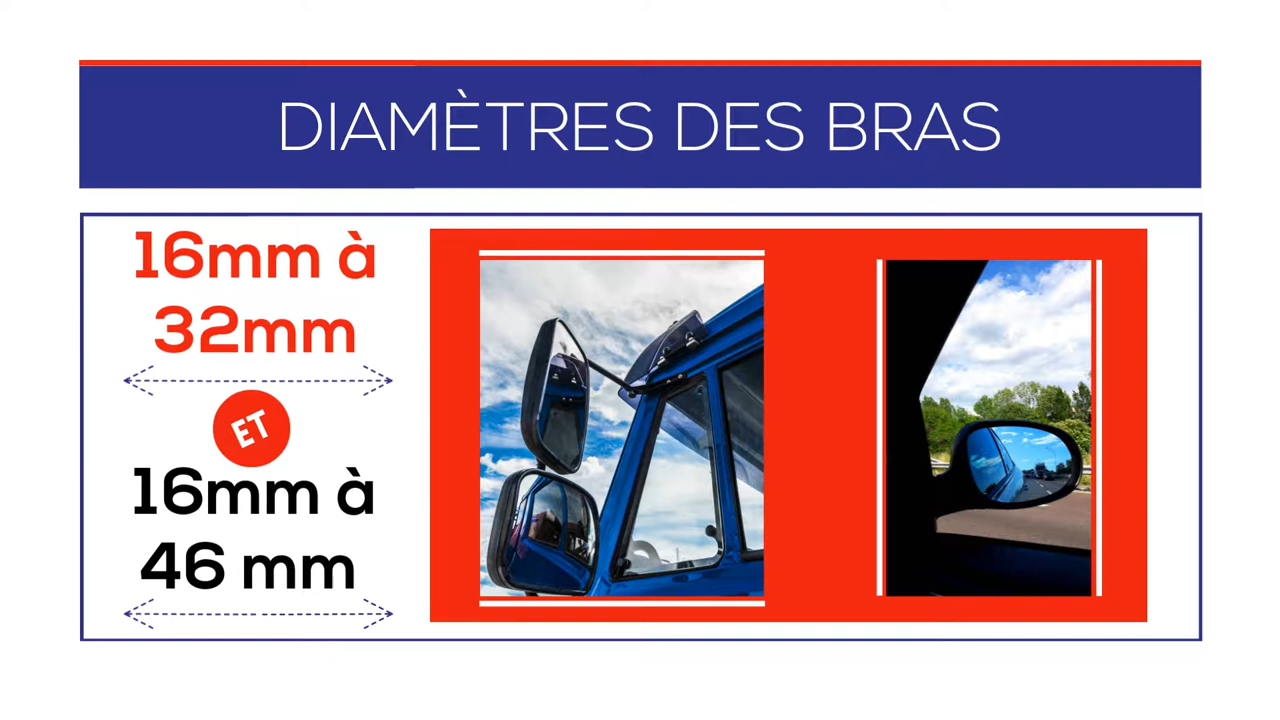 DIAMÈTRES DES BRAS
16mm à
32mm
ET
16mm à
46 mm